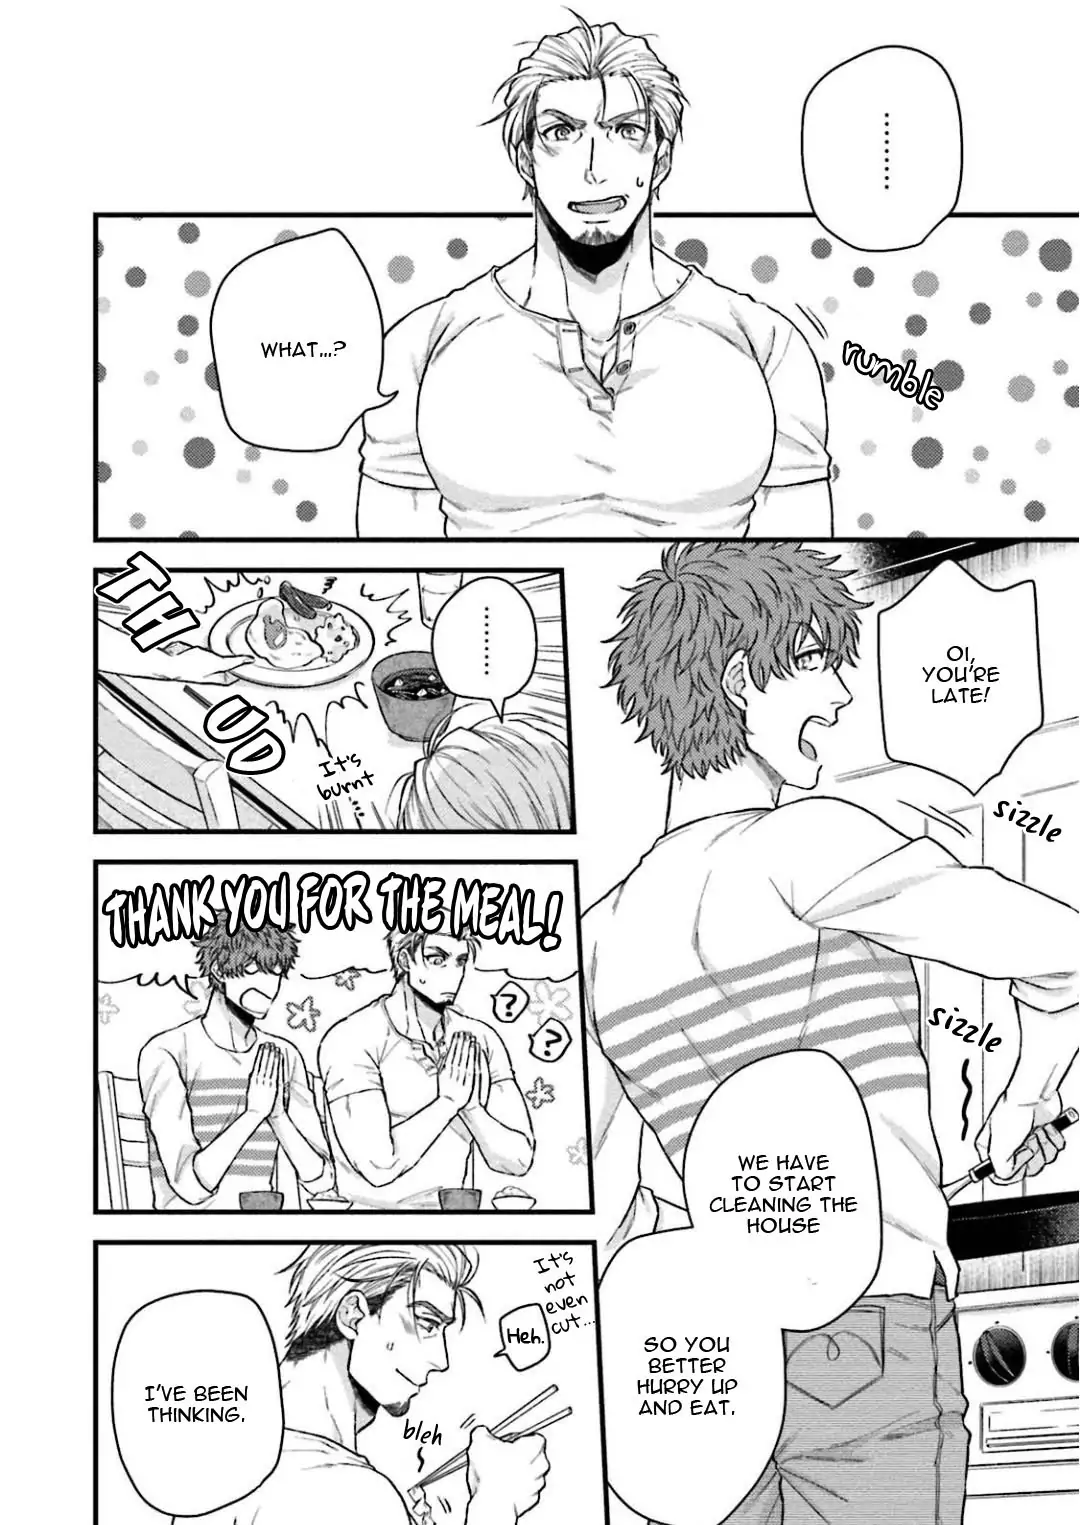 .........
WHAT...?
rumble
OI,
YOU'RE
LATE!
sizzle
sizzle
WE HAVE
TO START
CLEANING THE
HOUSE
SO YOU
BETTER
HURRY UP
AND EAT.
THUD
.........
It's
burnt
....
THANK YOU FOR THE MEAL!
?
?
It's
not
even
cut...
Heh.
bleh
I'VE BEEN
THINKING.